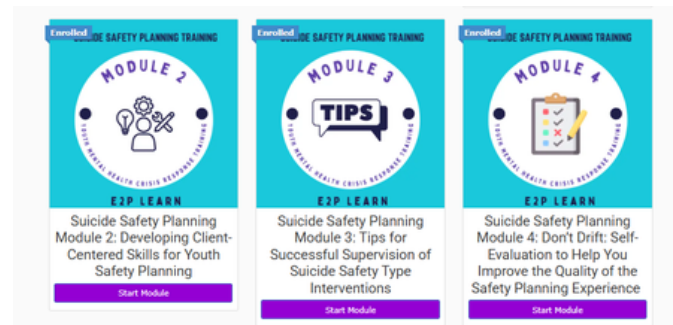 Enrolled
SUICIDE SAFETY PLANNING TRAINING
MODULE 2
YOUTH MENTAL HEALTH CRISIS RESPONSE TRAINING
E2P LEARN
Suicide Safety Planning
Module 2: Developing Client-
Centered Skills for Youth
Safety Planning
Start Module
Enrolled
SUICIDE SAFETY PLANNING TRAINING
MODULE 3
TIPS
YOUTH MENTAL HEALTH CRISIS RESPONSE TRAINING
E2P LEARN
Suicide Safety Planning
Module 3: Tips for
Successful Supervision of
Suicide Safety Type
Interventions
Start Module
Enrolled
SUICIDE SAFETY PLANNING TRAINING
MODULE 4
YOUTH MENTAL HEALTH CRISIS RESPONSE TRAINING
E2P LEARN
Suicide Safety Planning
Module 4: Don't Drift: Self-
Evaluation to Help You
Improve the Quality of the
Safety Planning Experience
Start Module